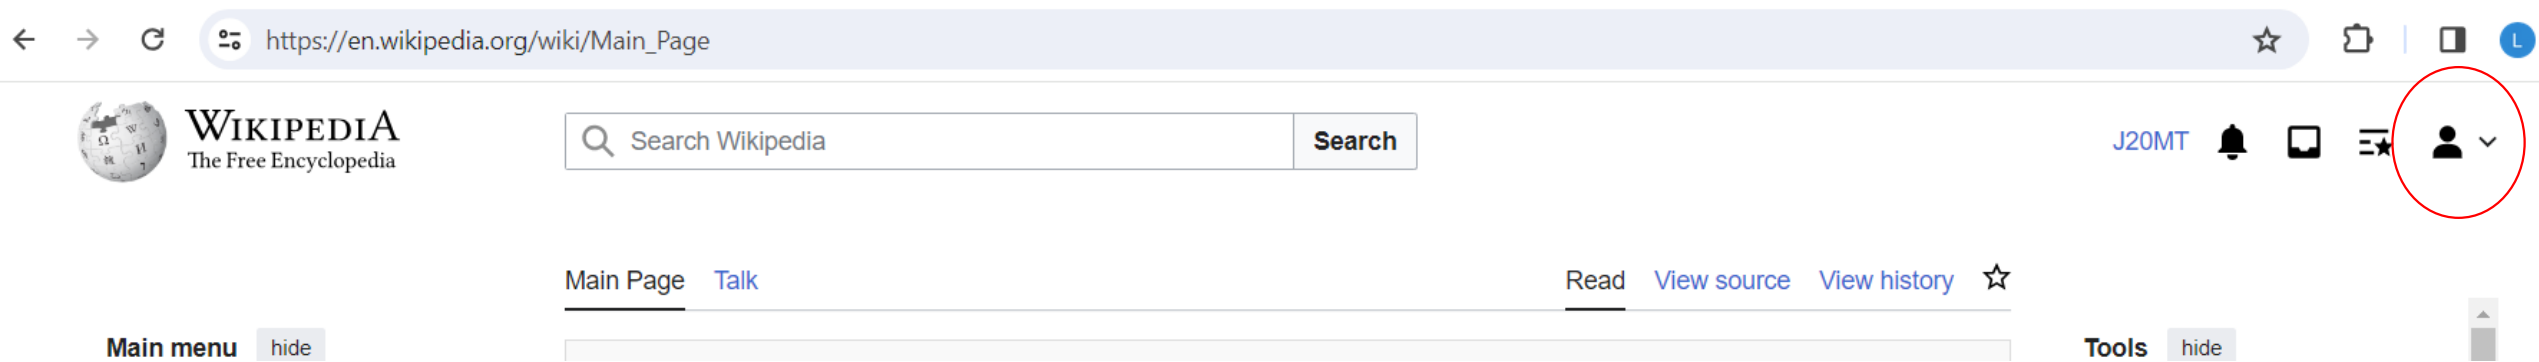 https://en.wikipedia.org/wiki/Main_Page
L
WIKIPEDIA
The Free Encyclopedia
Search Wikipedia
Search
J20MT
Main Page Talk
Read View source View history
Main menu hide
Tools hide